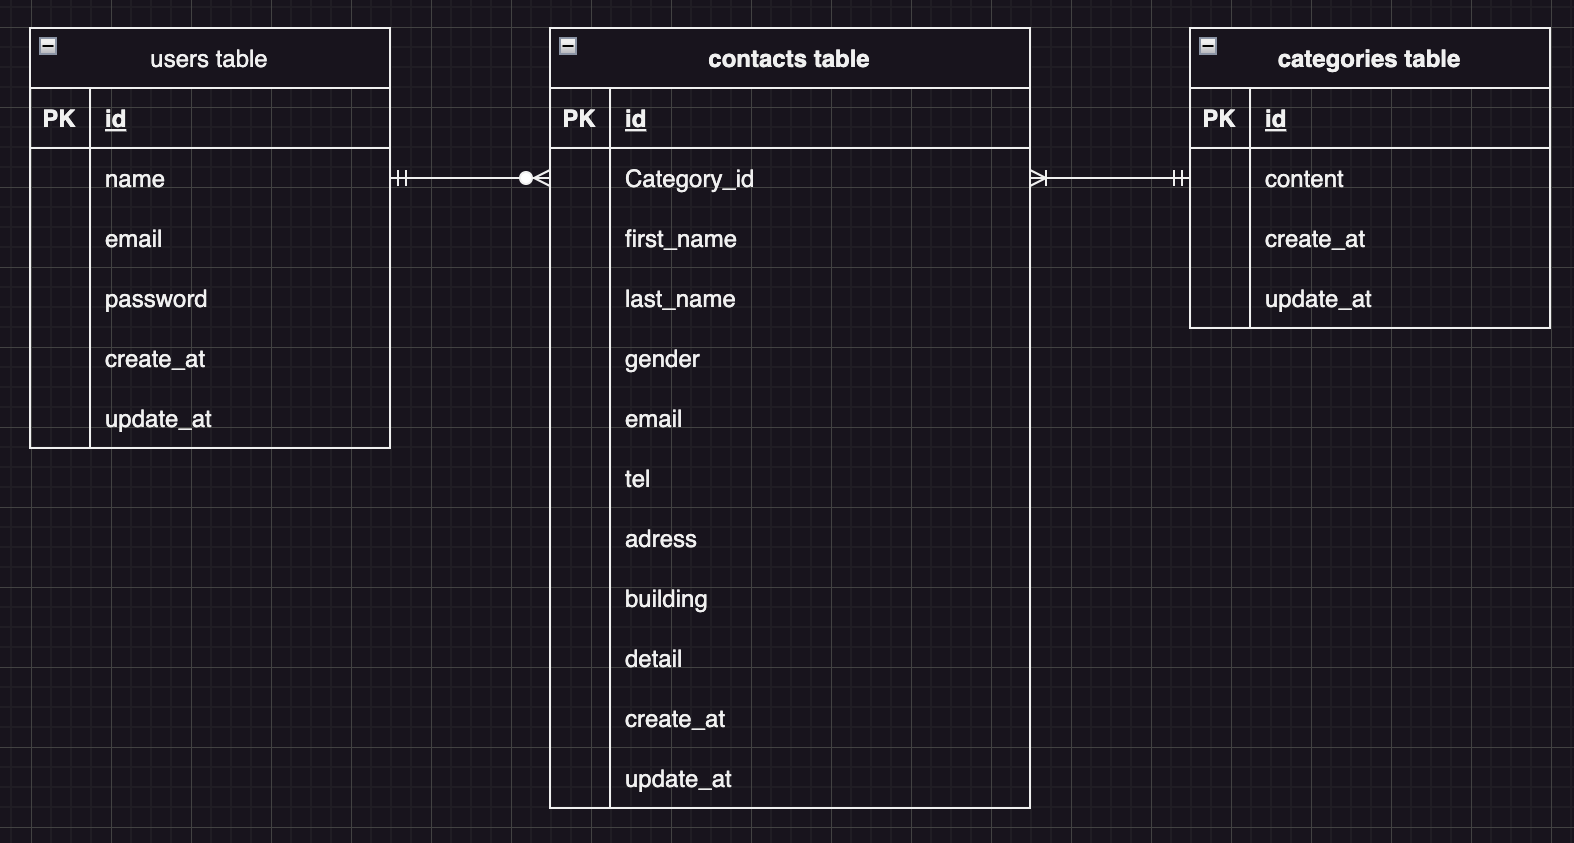 users table
PK id
name
email
password
create_at
update_at
contacts table
PK id
Category_id
first_name
last_name
gender
email
tel
adress
building
detail
create_at
update_at
categories table
PK id
content
create_at
update_at